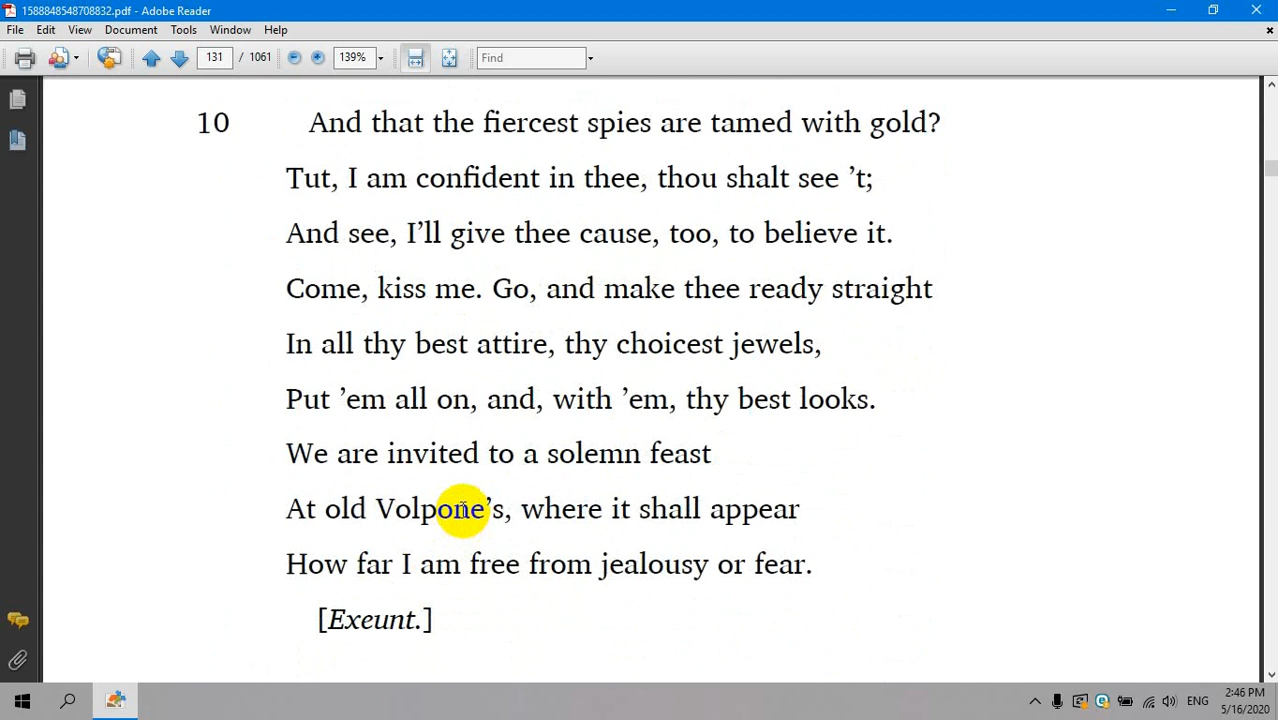 1588848548708832.pdf - Adobe Reader
File Edit View Document Tools Window Help
131 / 1061 139% Find
10 And that the fiercest spies are tamed with gold?
Tut, I am confident in thee, thou shalt see ’t;
And see, I’ll give thee cause, too, to believe it.
Come, kiss me. Go, and make thee ready straight
In all thy best attire, thy choicest jewels,
Put ’em all on, and, with ’em, thy best looks.
We are invited to a solemn feast
At old Volpone’s, where it shall appear
How far I am free from jealousy or fear.
[Exeunt.]
2:46 PM
ENG
5/16/2020